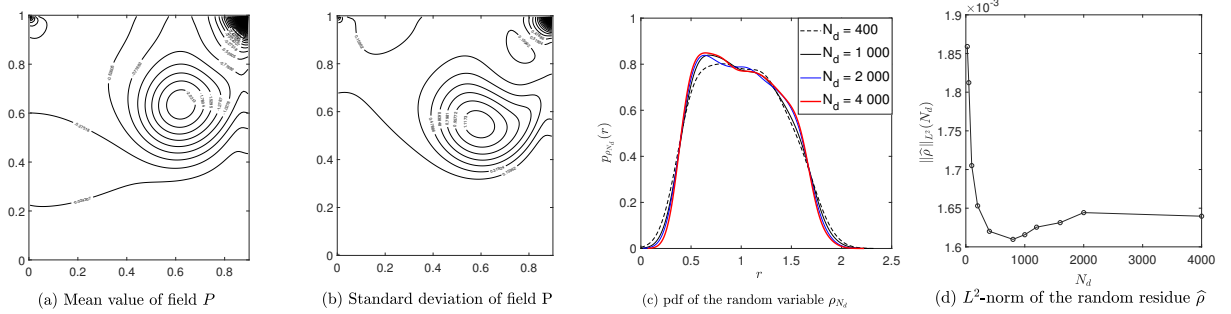 1
0.8
0.6
0.4
0.2
0
0 0.2 0.4 0.6 0.8
(a) Mean value of field P
1
0.8
0.6
0.4
0.2
0
0 0.2 0.4 0.6 0.8
(b) Standard deviation of field P
1
0.8
0.6
0.4
0.2
0
0 0.5 1 1.5 2 2.5
r
p_{ρ_{N_d}}(r)
N_d = 400
N_d = 1 000
N_d = 2 000
N_d = 4 000
(c) pdf of the random variable ρ_{N_d}
1.9 ×10^{-3}
1.85
1.8
1.75
1.7
1.65
1.6
0 1000 2000 3000 4000
N_d
||ρ̂||_{L^2}(N_d)
(d) L^2-norm of the random residue ρ̂